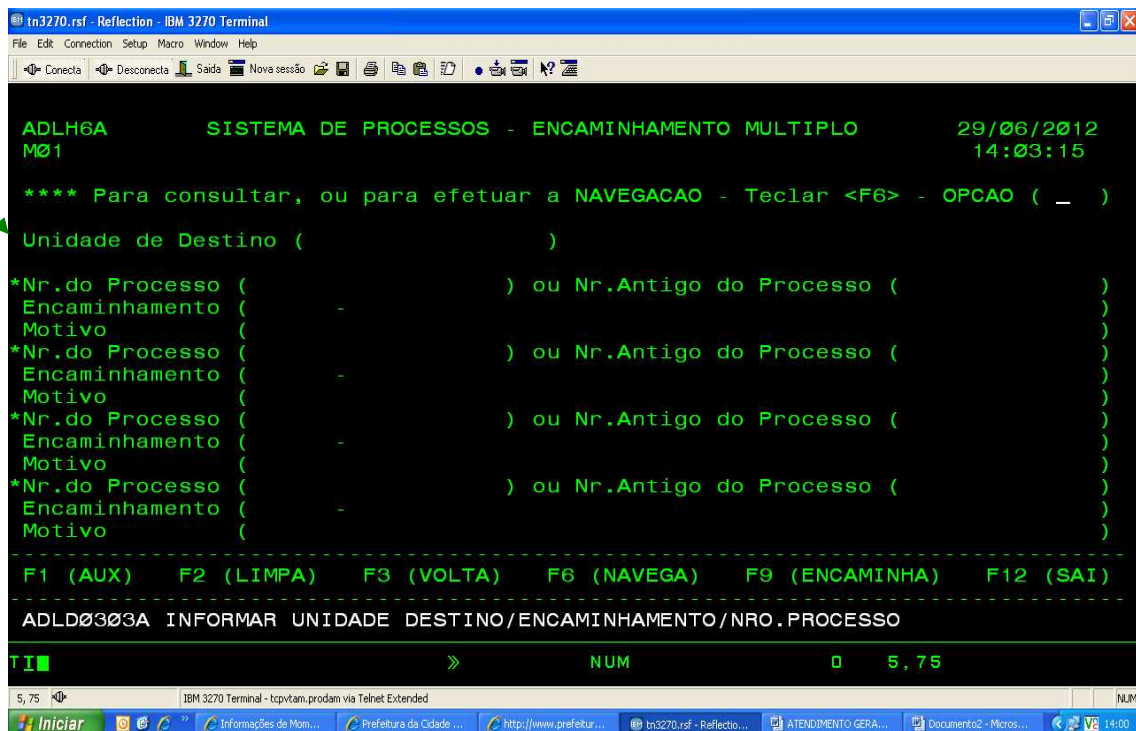 tn3270.rsf - Reflection - IBM 3270 Terminal
File Edit Connection Setup Macro Window Help
Conecta Desconecta Saida Nova sessão
ADLH6A SISTEMA DE PROCESSOS - ENCAMINHAMENTO MULTIPLO 29/06/2012
MØ1 14:Ø3:15
**** Para consultar, ou para efetuar a NAVEGACAO - Teclar <F6> - OPCAO ( _ )
Unidade de Destino ( )
*Nr.do Processo ( ) ou Nr.Antigo do Processo ( )
Encaminhamento ( - )
Motivo ( )
*Nr.do Processo ( ) ou Nr.Antigo do Processo ( )
Encaminhamento ( - )
Motivo ( )
*Nr.do Processo ( ) ou Nr.Antigo do Processo ( )
Encaminhamento ( - )
Motivo ( )
*Nr.do Processo ( ) ou Nr.Antigo do Processo ( )
Encaminhamento ( - )
Motivo ( )
F1 (AUX) F2 (LIMPA) F3 (VOLTA) F6 (NAVEGA) F9 (ENCAMINHA) F12 (SAI)
ADLDØ3Ø3A INFORMAR UNIDADE DESTINO/ENCAMINHAMENTO/NRO.PROCESSO
TI » NUM 5,75
5, 75 IBM 3270 Terminal - tcpvtam.prodam via Telnet Extended NUM
Iniciar » Informações de Mom... Prefeitura da Cidade ... http://www.prefeitur... tn3270.rsf - Reflectio... ATENDIMENTO GERA... Documento2 - Micros... 14:00